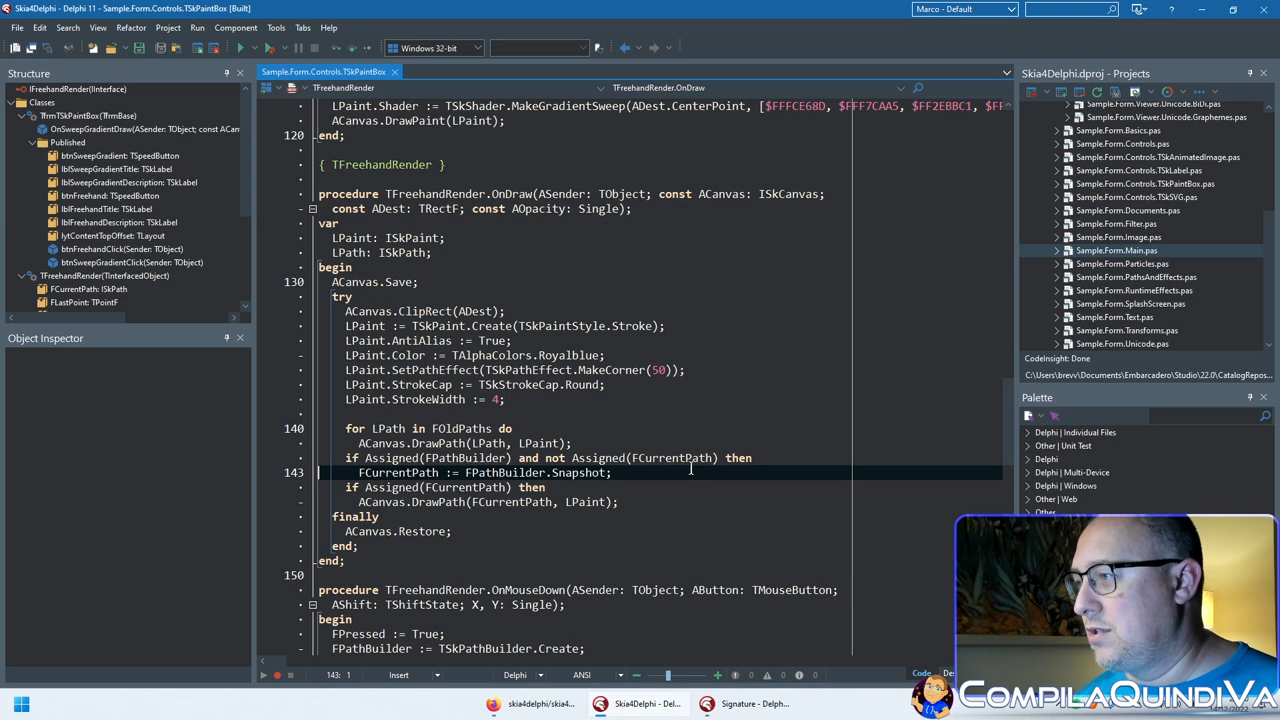 Skia4Delphi - Delphi 11 - Sample.Form.Controls.TSkPaintBox [Built]
Marco - Default
File Edit Search View Refactor Project Run Component Tools Tabs Help
Windows 32-bit
Structure
IFreehandRender(IInterface)
Classes
TfrmTSkPaintBox(TfrmBase)
OnSweepGradientDraw(ASender: TObject; const ACan
Published
btnSweepGradient: TSpeedButton
lblSweepGradientTitle: TSkLabel
lblSweepGradientDescription: TSkLabel
btnFreehand: TSpeedButton
lblFreehandTitle: TSkLabel
lblFreehandDescription: TSkLabel
lytContentTopOffset: TLayout
btnFreehandClick(Sender: TObject)
btnSweepGradientClick(Sender: TObject)
TFreehandRender(TInterfacedObject)
FCurrentPath: ISkPath
FLastPoint: TPointF
Object Inspector
Sample.Form.Controls.TSkPaintBox
TFreehandRender TFreehandRender.OnDraw
LPaint.Shader := TSkShader.MakeGradientSweep(ADest.CenterPoint, [$FFFCE68D, $FFF7CAA5, $FF2EBBC1, $FF
ACanvas.DrawPaint(LPaint);
120 end;
{ TFreehandRender }
procedure TFreehandRender.OnDraw(ASender: TObject; const ACanvas: ISkCanvas;
const ADest: TRectF; const AOpacity: Single);
var
LPaint: ISkPaint;
LPath: ISkPath;
begin
130 ACanvas.Save;
try
ACanvas.ClipRect(ADest);
LPaint := TSkPaint.Create(TSkPaintStyle.Stroke);
LPaint.AntiAlias := True;
LPaint.Color := TAlphaColors.Royalblue;
LPaint.SetPathEffect(TSkPathEffect.MakeCorner(50));
LPaint.StrokeCap := TSkStrokeCap.Round;
LPaint.StrokeWidth := 4;
140 for LPath in FOldPaths do
ACanvas.DrawPath(LPath, LPaint);
if Assigned(FPathBuilder) and not Assigned(FCurrentPath) then
143 FCurrentPath := FPathBuilder.Snapshot;
if Assigned(FCurrentPath) then
ACanvas.DrawPath(FCurrentPath, LPaint);
finally
ACanvas.Restore;
end;
end;
150
procedure TFreehandRender.OnMouseDown(ASender: TObject; AButton: TMouseButton;
AShift: TShiftState; X, Y: Single);
begin
FPressed := True;
FPathBuilder := TSkPathBuilder.Create;
143: 1 Insert Delphi ANSI 0 0 0 Code
Skia4Delphi.dproj - Projects
Sample.Form.Viewer.Unicode.BiDi.pas
Sample.Form.Viewer.Unicode.Graphemes.pas
Sample.Form.Basics.pas
Sample.Form.Controls.pas
Sample.Form.Controls.TSkAnimatedImage.pas
Sample.Form.Controls.TSkLabel.pas
Sample.Form.Controls.TSkPaintBox.pas
Sample.Form.Controls.TSkSVG.pas
Sample.Form.Documents.pas
Sample.Form.Filter.pas
Sample.Form.Image.pas
Sample.Form.Main.pas
Sample.Form.Particles.pas
Sample.Form.PathsAndEffects.pas
Sample.Form.RuntimeEffects.pas
Sample.Form.SplashScreen.pas
Sample.Form.Text.pas
Sample.Form.Transforms.pas
Sample.Form.Unicode.pas
CodeInsight: Done
C:\Users\brevv\Documents\Embarcadero\Studio\22.0\CatalogRepos...
Palette
Delphi | Individual Files
Other | Unit Test
Delphi
Delphi | Multi-Device
Delphi | Windows
Other | Web
Other
skia4delphi/skia4... Skia4Delphi - Del... Signature - Delph...
CompilaQuindiVa
14/12/2022